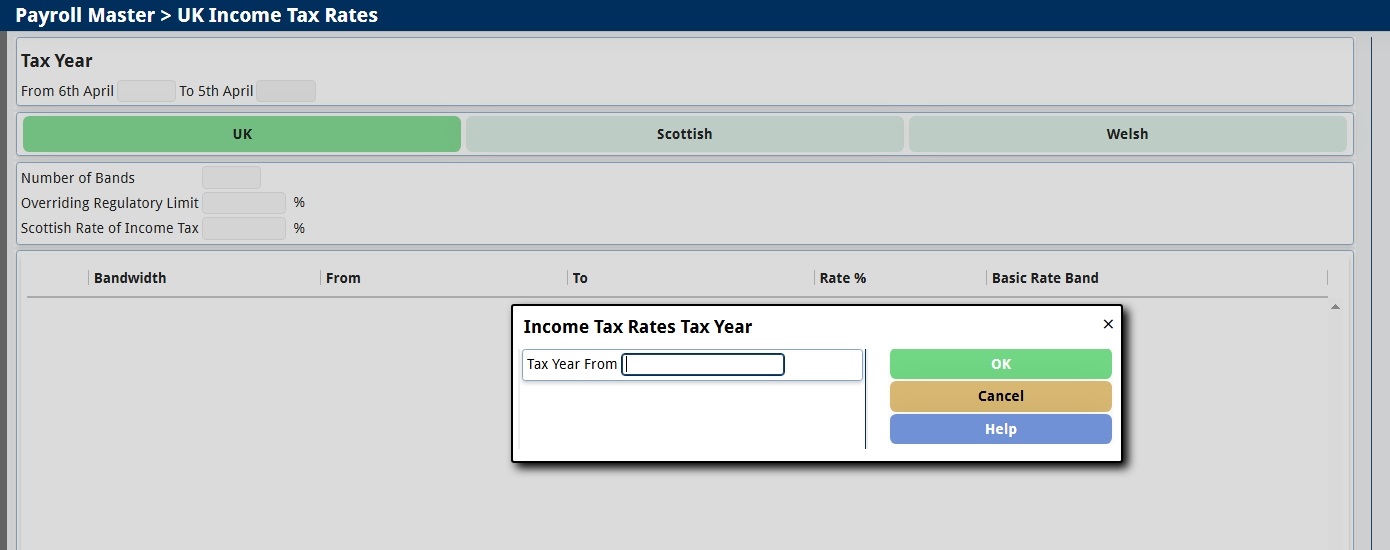 Payroll Master > UK Income Tax Rates
Tax Year
From 6th April To 5th April
UK Scottish Welsh
Number of Bands
Overriding Regulatory Limit %
Scottish Rate of Income Tax %
Bandwidth From To Rate % Basic Rate Band
Income Tax Rates Tax Year ×
Tax Year From OK
Cancel
Help